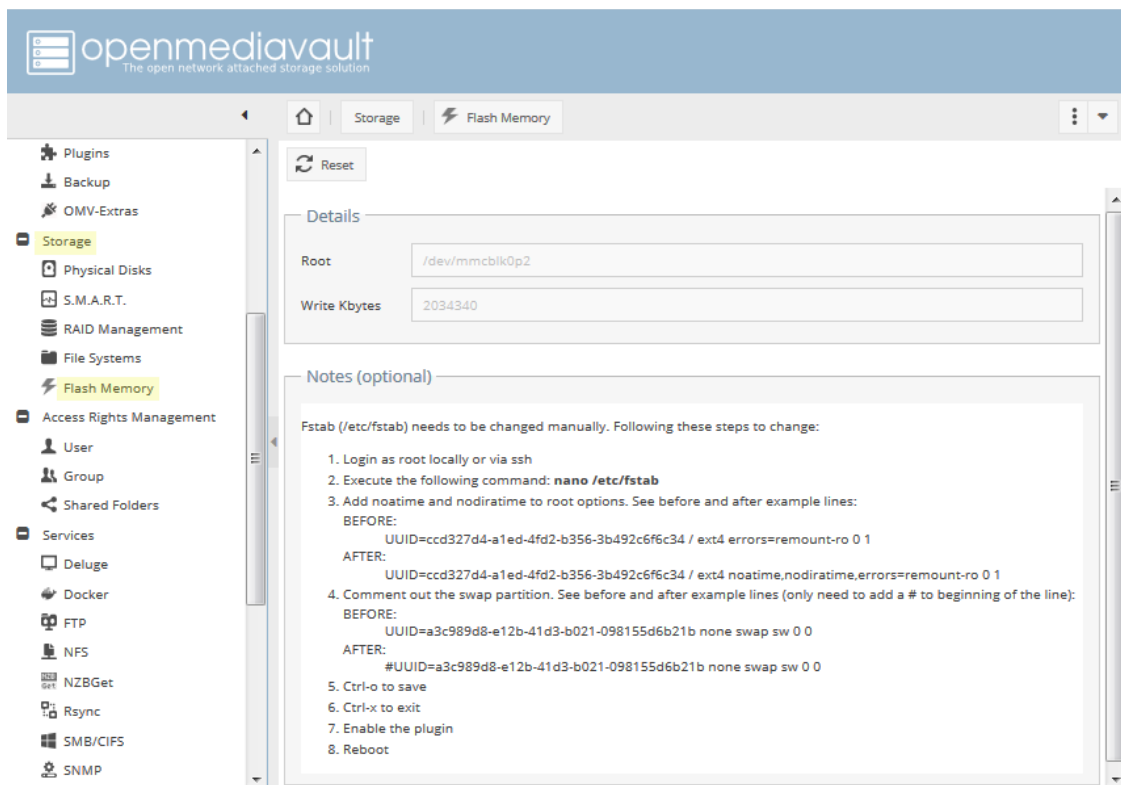 openmediavault
The open network attached storage solution
Storage
Flash Memory
Plugins
Backup
OMV-Extras
Storage
Physical Disks
S.M.A.R.T.
RAID Management
File Systems
Flash Memory
Access Rights Management
User
Group
Shared Folders
Services
Deluge
Docker
FTP
NFS
NZBGet
Rsync
SMB/CIFS
SNMP
Reset
Details
Root
/dev/mmcblk0p2
Write Kbytes
2034340
Notes (optional)
Fstab (/etc/fstab) needs to be changed manually. Following these steps to change:
1. Login as root locally or via ssh
2. Execute the following command: nano /etc/fstab
3. Add noatime and nodiratime to root options. See before and after example lines:
BEFORE:
UUID=ccd327d4-a1ed-4fd2-b356-3b492c6f6c34 / ext4 errors=remount-ro 0 1
AFTER:
UUID=ccd327d4-a1ed-4fd2-b356-3b492c6f6c34 / ext4 noatime,nodiratime,errors=remount-ro 0 1
4. Comment out the swap partition. See before and after example lines (only need to add a # to beginning of the line):
BEFORE:
UUID=a3c989d8-e12b-41d3-b021-098155d6b21b none swap sw 0 0
AFTER:
#UUID=a3c989d8-e12b-41d3-b021-098155d6b21b none swap sw 0 0
5. Ctrl-o to save
6. Ctrl-x to exit
7. Enable the plugin
8. Reboot